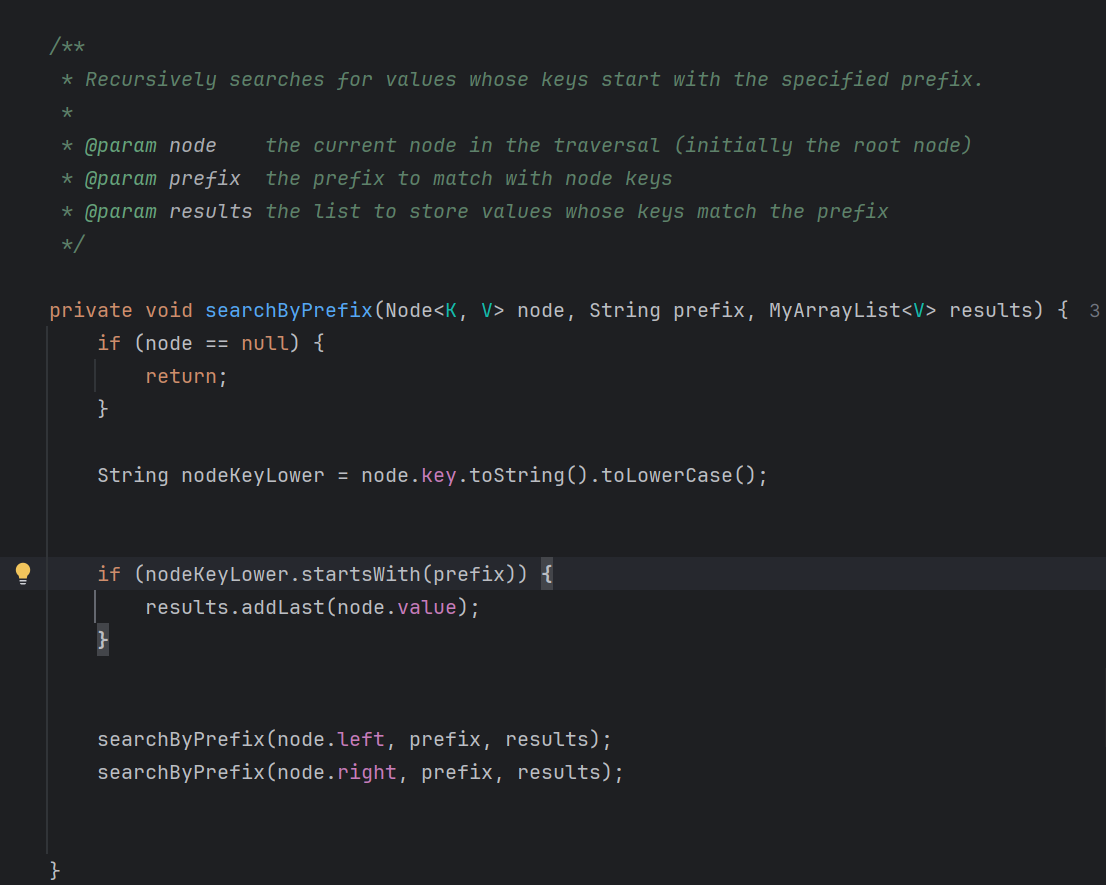 /**
 * Recursively searches for values whose keys start with the specified prefix.
 *
 * @param node    the current node in the traversal (initially the root node)
 * @param prefix  the prefix to match with node keys
 * @param results the list to store values whose keys match the prefix
 */
private void searchByPrefix(Node<K, V> node, String prefix, MyArrayList<V> results) { 3
    if (node == null) {
        return;
    }
    String nodeKeyLower = node.key.toString().toLowerCase();
    if (nodeKeyLower.startsWith(prefix)) {
        results.addLast(node.value);
    }
    searchByPrefix(node.left, prefix, results);
    searchByPrefix(node.right, prefix, results);
}